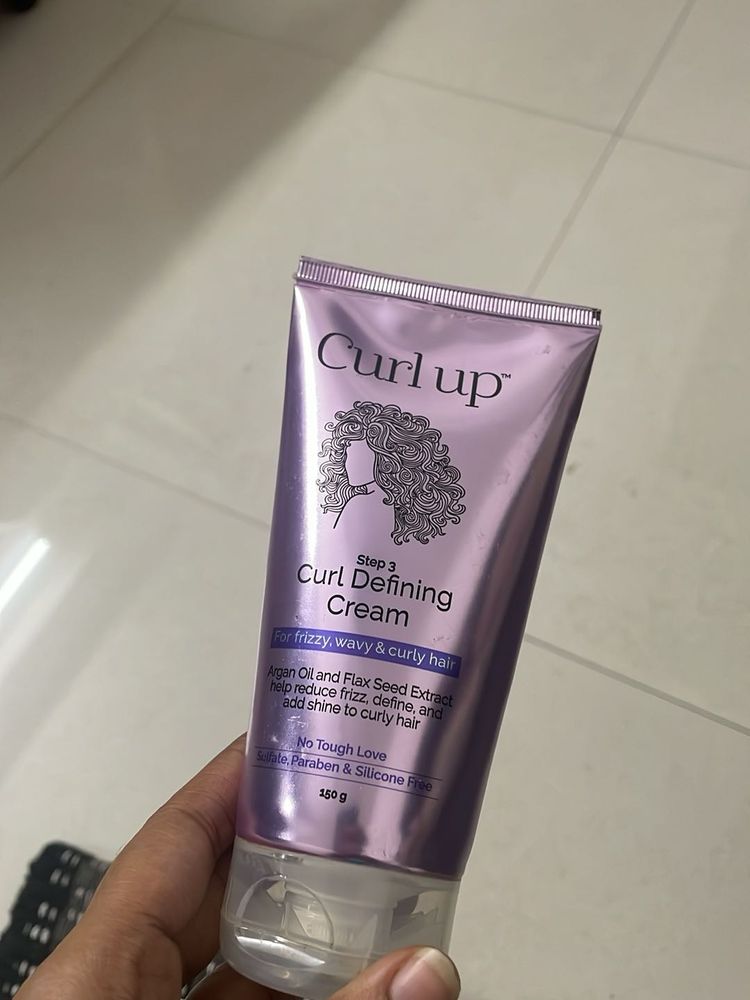 Curl up™
Step 3
Curl Defining
Cream
For frizzy, wavy & curly hair
Argan Oil and Flax Seed Extract
help reduce frizz, define, and
add shine to curly hair
No Tough Love
Sulfate, Paraben & Silicone Free
150 g